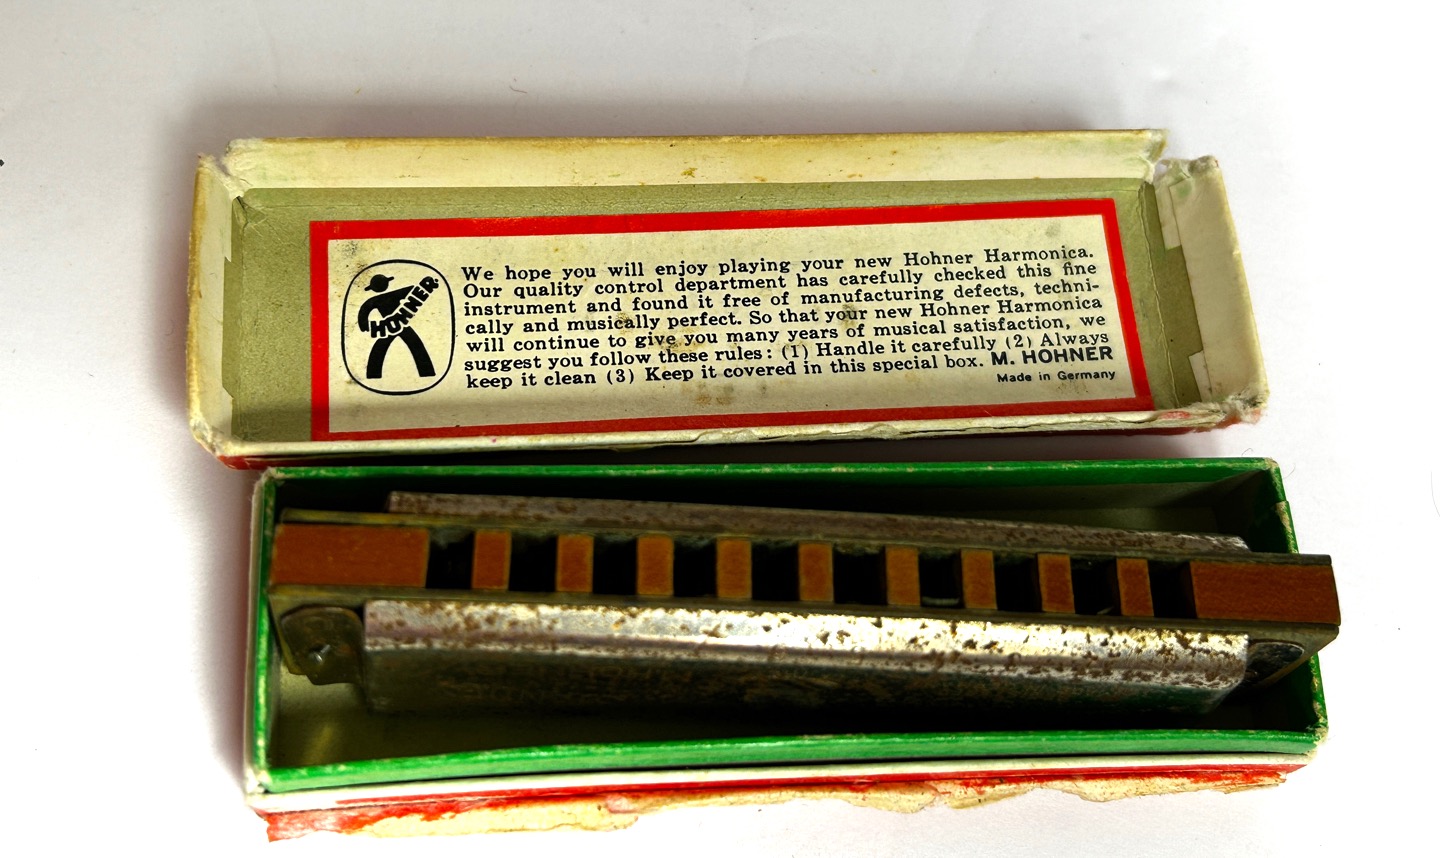 HOHNER
We hope you will enjoy playing your new Hohner Harmonica.
Our quality control department has carefully checked this fine
instrument and found it free of manufacturing defects, techni-
cally and musically perfect. So that your new Hohner Harmonica
will continue to give you many years of musical satisfaction, we
suggest you follow these rules: (1) Handle it carefully (2) Always
keep it clean (3) Keep it covered in this special box. M. HOHNER
Made in Germany